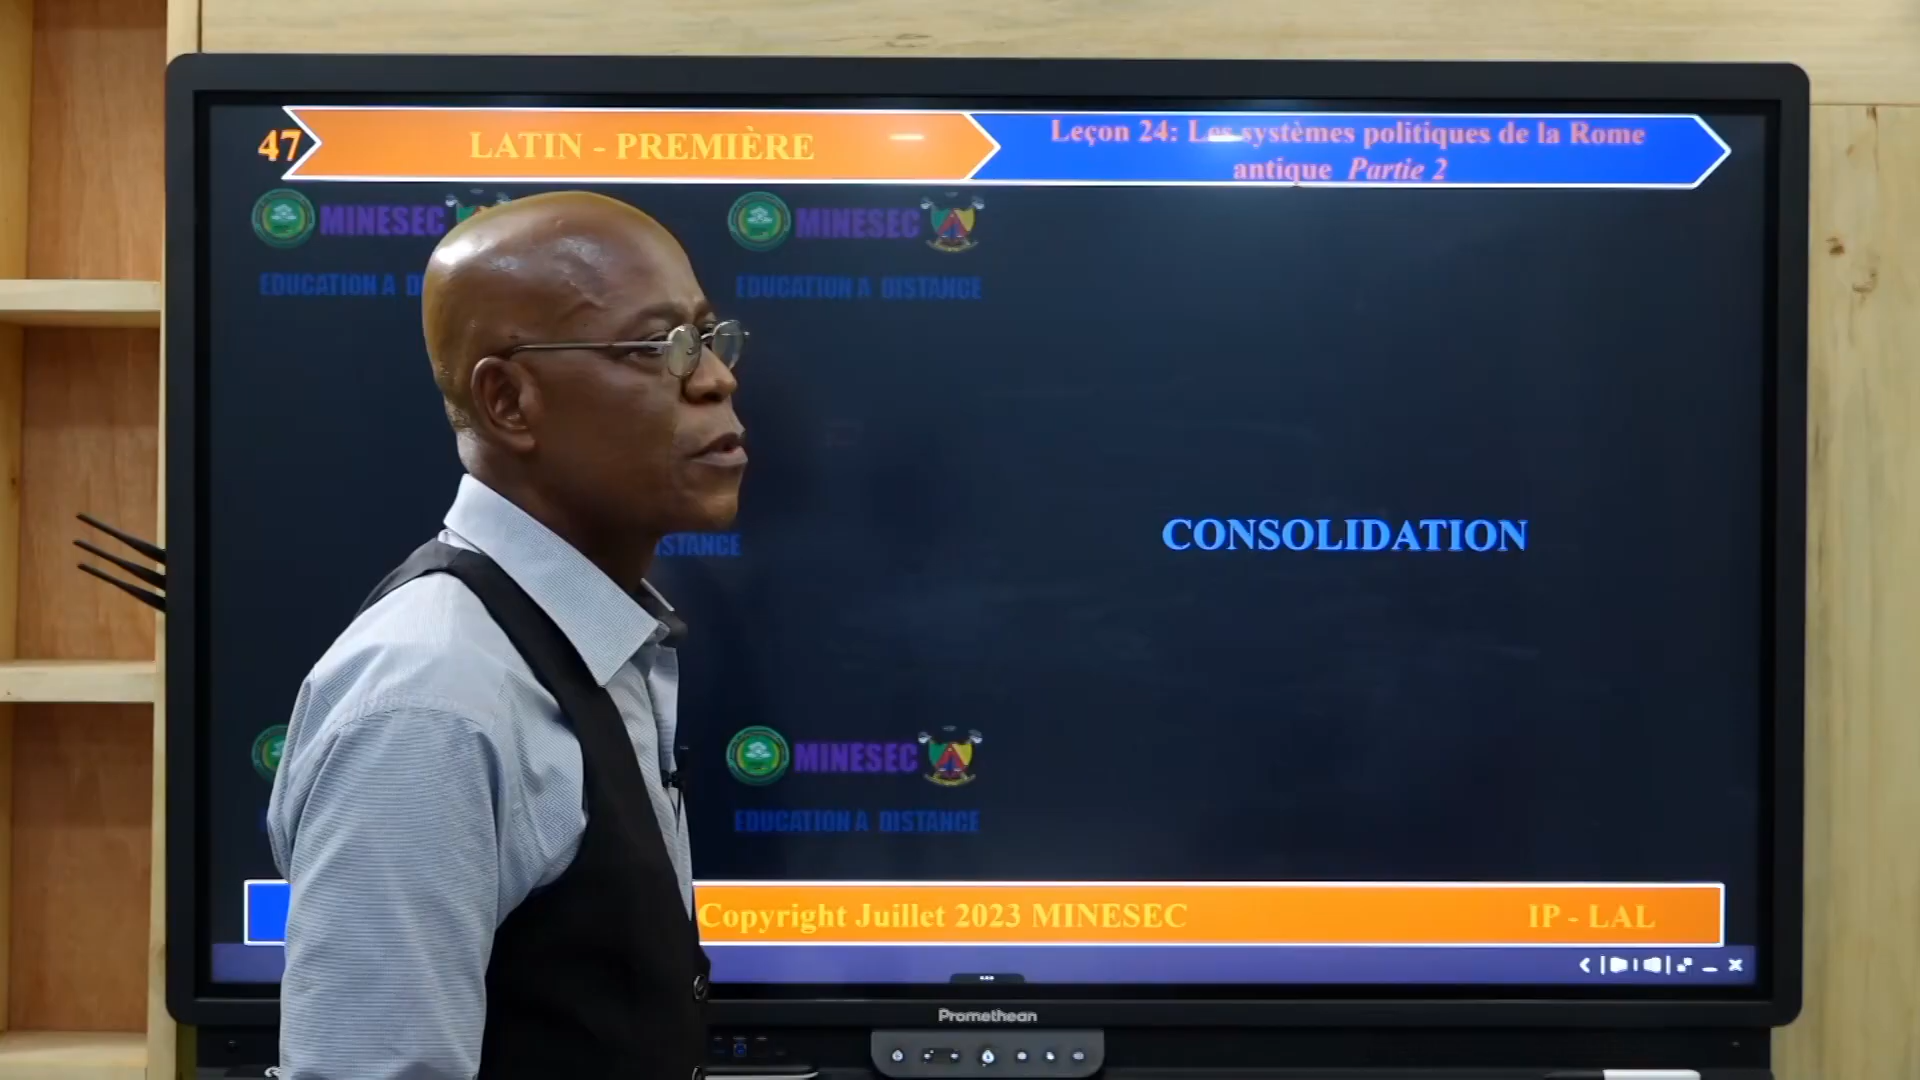 47
LATIN - PREMIÈRE
Leçon 24: Les systèmes politiques de la Rome
antique Partie 2
MINESEC
MINESEC
EDUCATION A
EDUCATION A DISTANCE
CONSOLIDATION
MINESEC
EDUCATION A DISTANCE
Copyright Juillet 2023 MINESEC
IP - LAL
Promethean